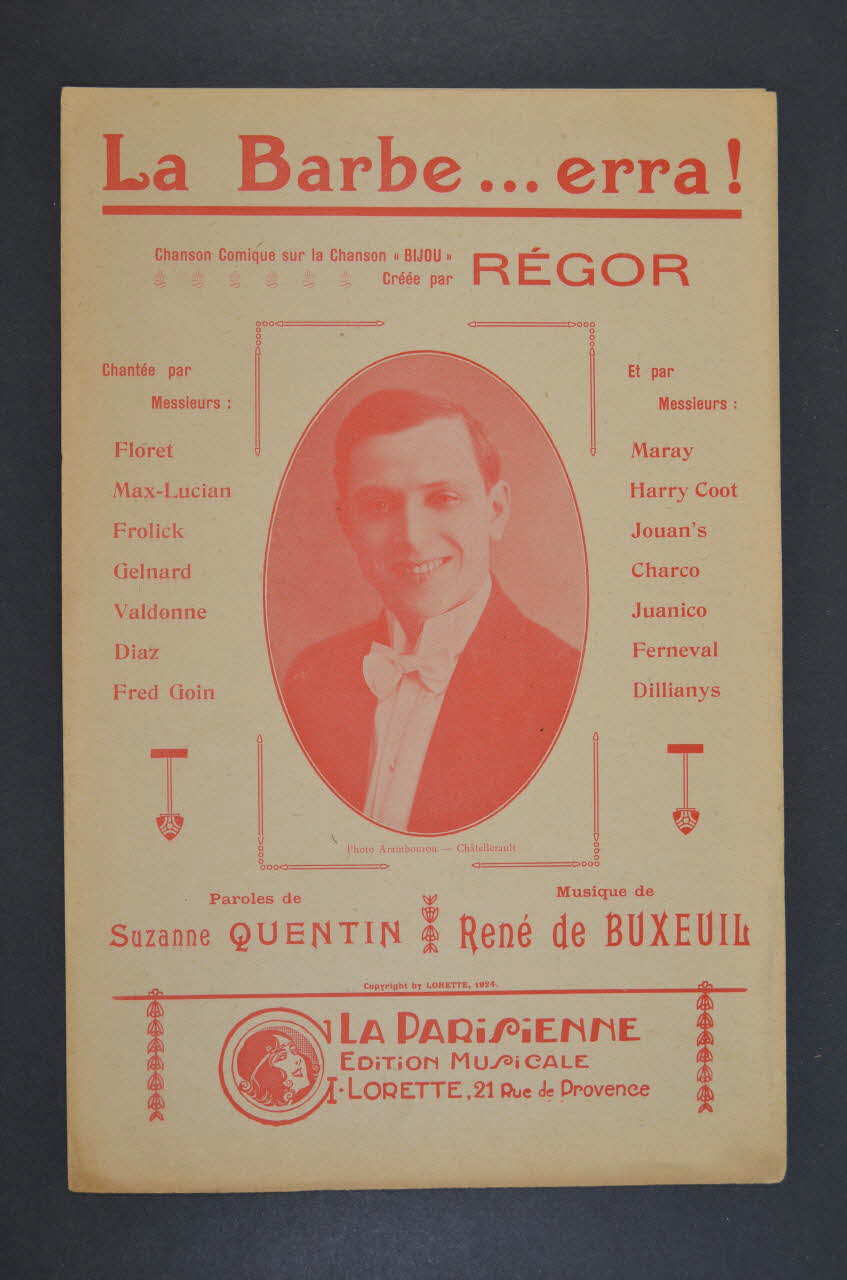 La Barbe... erra !
Chanson Comique sur la Chanson « BIJOU »
Créée par RÉGOR
Chantée par
Messieurs :
Floret
Max-Lucian
Frolick
Gelnard
Valdonne
Diaz
Fred Goin
Et par
Messieurs :
Maray
Harry Coot
Jouan's
Charco
Juanico
Ferneval
Dillianys
Photo Arambourou — Châtellerault
Paroles de
Suzanne QUENTIN
Musique de
René de BUXEUIL
Copyright by LORETTE, 1924.
LA PARISIENNE
EDITION MUSICALE
I. LORETTE, 21 Rue de Provence